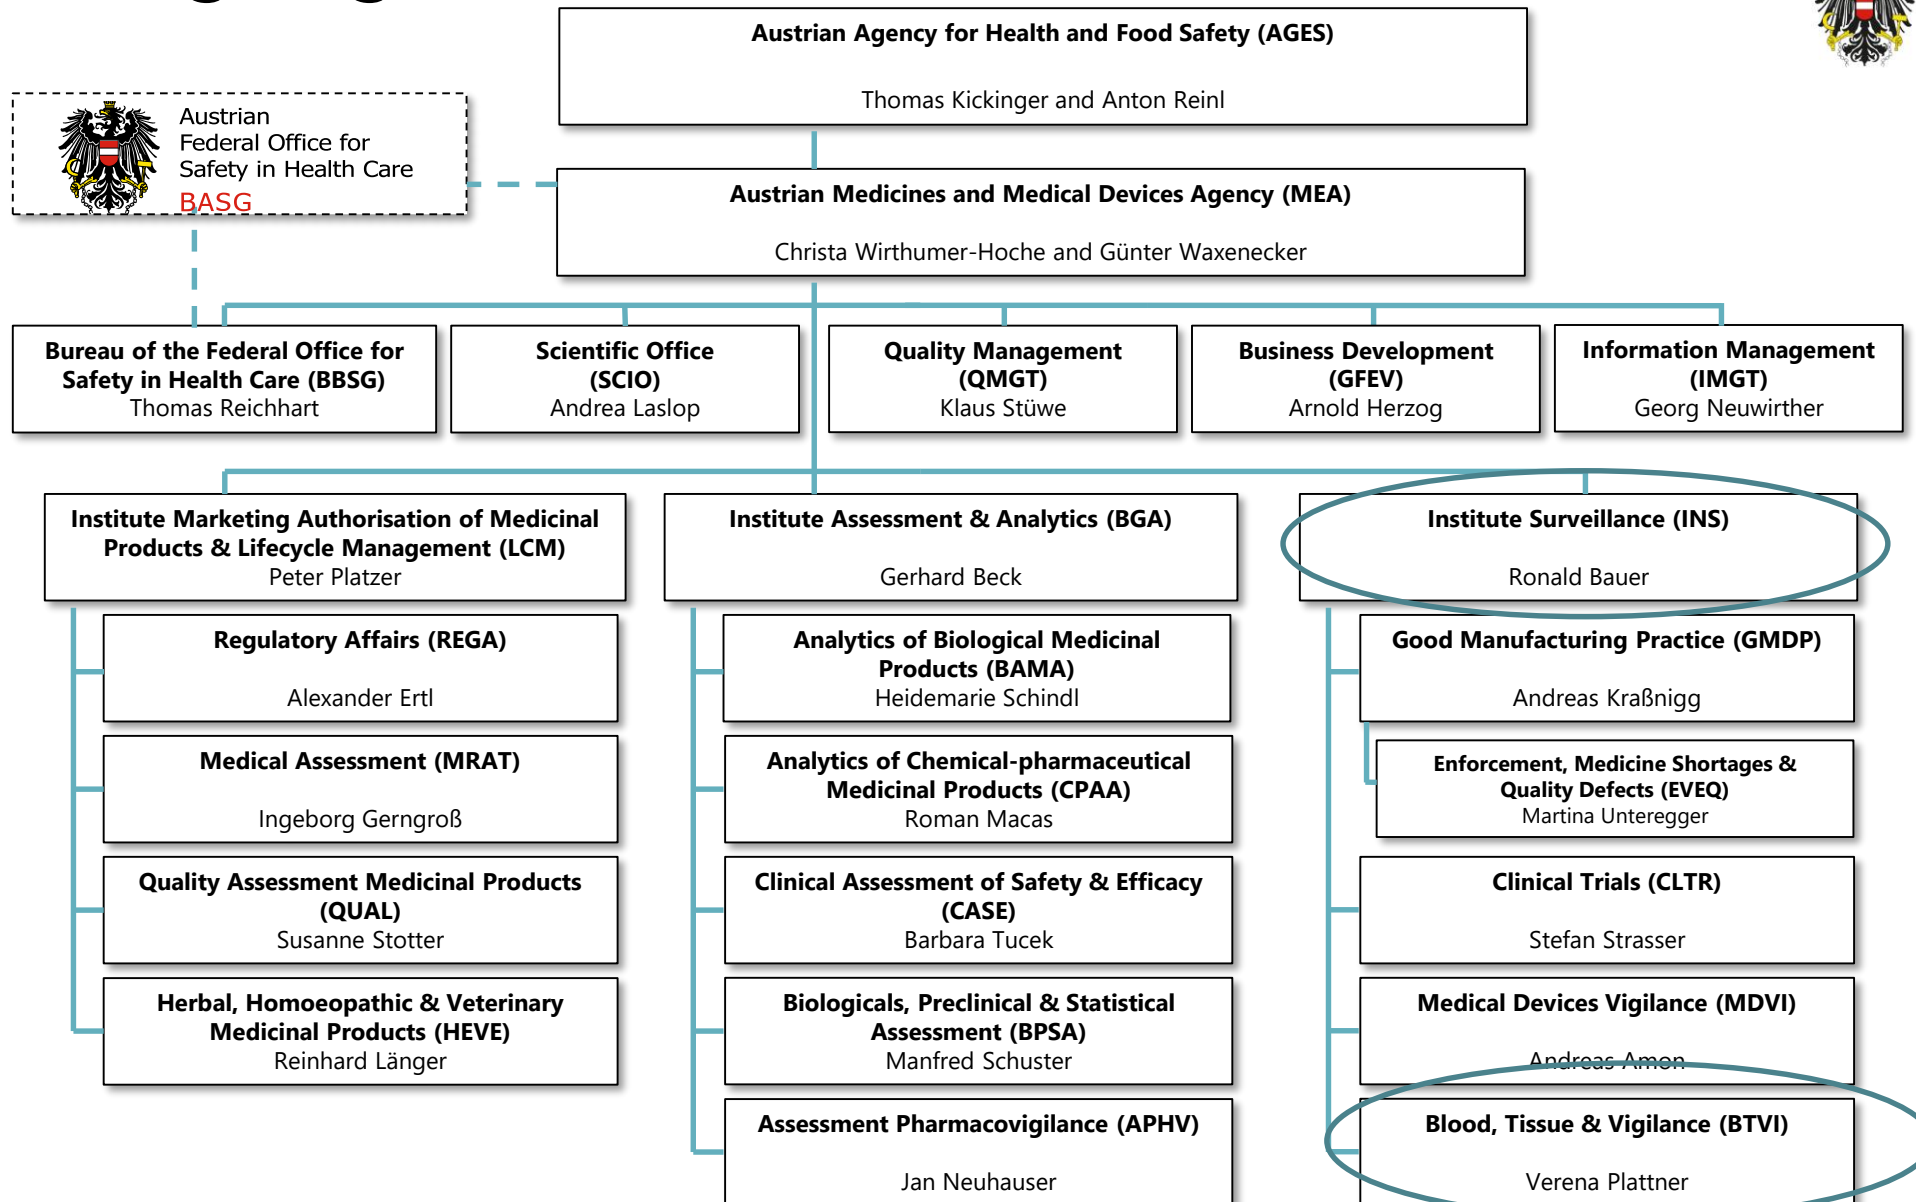 Austrian Agency for Health and Food Safety (AGES)
Thomas Kickinger and Anton Reinl
Austrian
Federal Office for
Safety in Health Care
BASG
Austrian Medicines and Medical Devices Agency (MEA)
Christa Wirthumer-Hoche and Günter Waxenecker
Bureau of the Federal Office for
Safety in Health Care (BBSG)
Thomas Reichhart
Scientific Office
(SCIO)
Andrea Laslop
Quality Management
(QMGT)
Klaus Stüwe
Business Development
(GFEV)
Arnold Herzog
Information Management
(IMGT)
Georg Neuwirther
Institute Marketing Authorisation of Medicinal
Products & Lifecycle Management (LCM)
Peter Platzer
Regulatory Affairs (REGA)
Alexander Ertl
Medical Assessment (MRAT)
Ingeborg Gerngroß
Quality Assessment Medicinal Products
(QUAL)
Susanne Stotter
Herbal, Homoeopathic & Veterinary
Medicinal Products (HEVE)
Reinhard Länger
Institute Assessment & Analytics (BGA)
Gerhard Beck
Analytics of Biological Medicinal
Products (BAMA)
Heidemarie Schindl
Analytics of Chemical-pharmaceutical
Medicinal Products (CPAA)
Roman Macas
Clinical Assessment of Safety & Efficacy
(CASE)
Barbara Tucek
Biologicals, Preclinical & Statistical
Assessment (BPSA)
Manfred Schuster
Assessment Pharmacovigilance (APHV)
Jan Neuhauser
Institute Surveillance (INS)
Ronald Bauer
Good Manufacturing Practice (GMDP)
Andreas Kraßnigg
Enforcement, Medicine Shortages &
Quality Defects (EVEQ)
Martina Unteregger
Clinical Trials (CLTR)
Stefan Strasser
Medical Devices Vigilance (MDVI)
Andreas Amon
Blood, Tissue & Vigilance (BTVI)
Verena Plattner